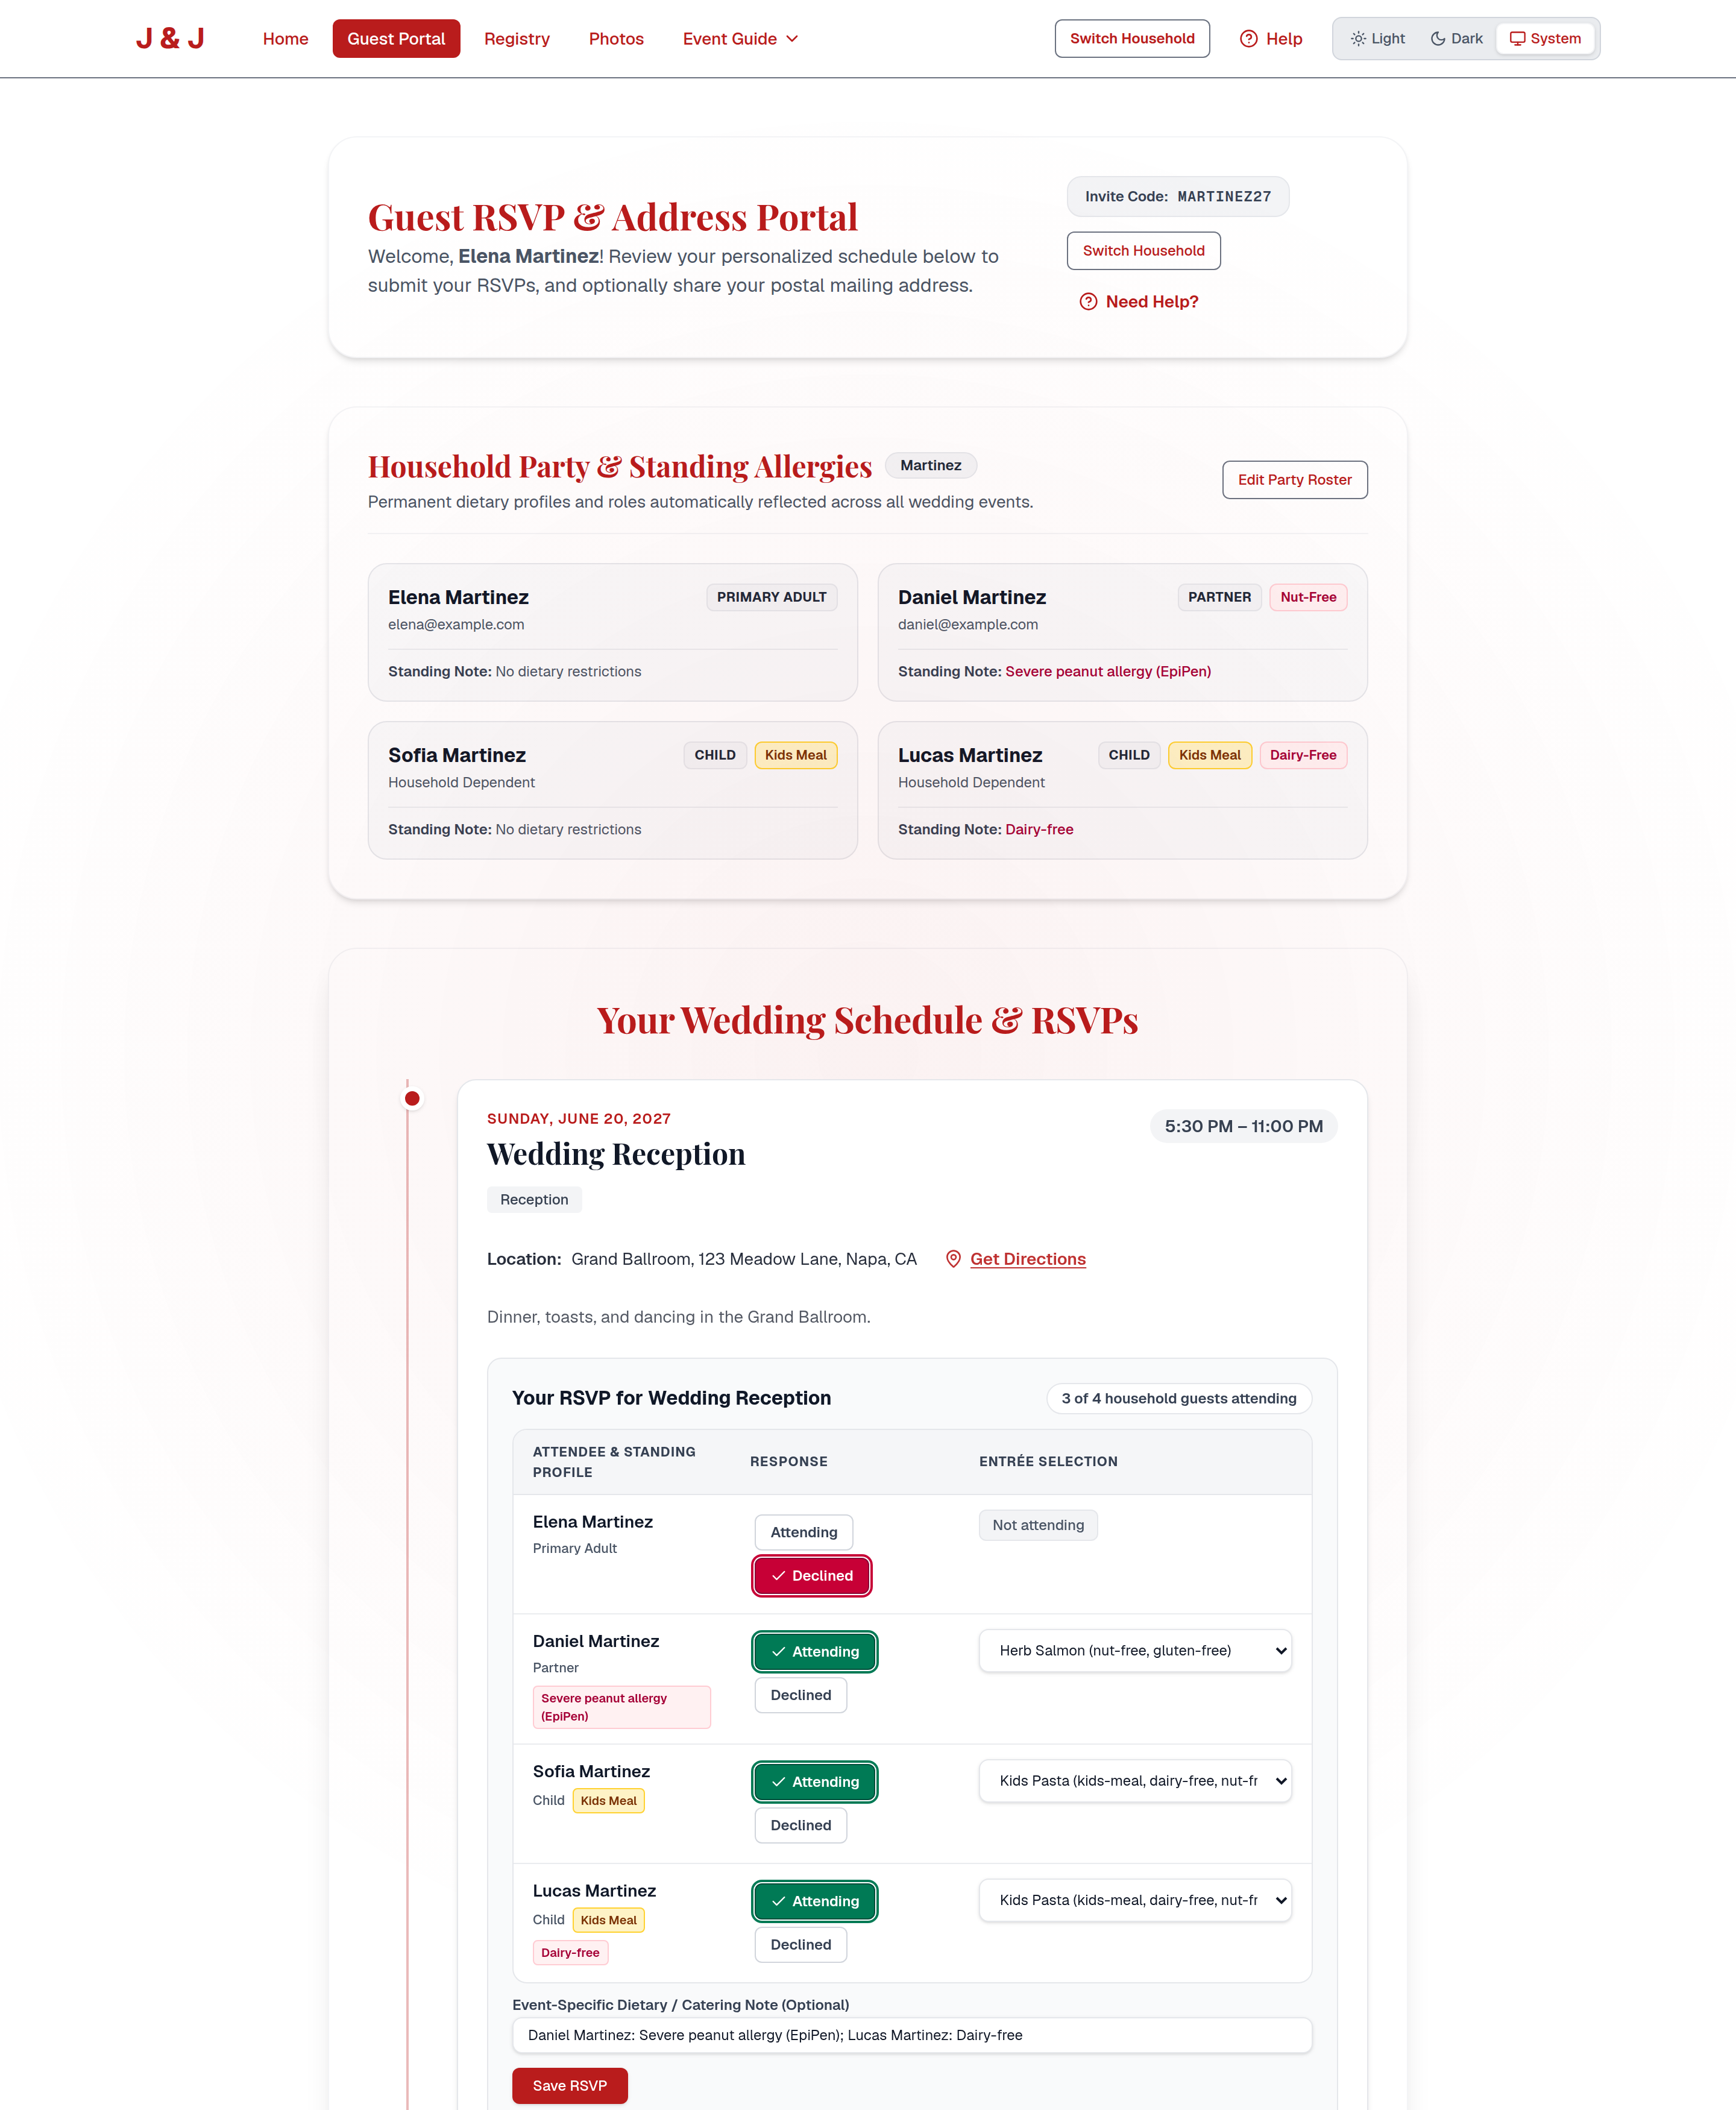 J & J
Home
Guest Portal
Registry
Photos
Event Guide
Switch Household
Help
Light
Dark
System
Guest RSVP & Address Portal
Welcome, Elena Martinez! Review your personalized schedule below to
submit your RSVPs, and optionally share your postal mailing address.
Invite Code: MARTINEZ27
Switch Household
Need Help?
Household Party & Standing Allergies
Martinez
Permanent dietary profiles and roles automatically reflected across all wedding events.
Edit Party Roster
Elena Martinez
PRIMARY ADULT
elena@example.com
Standing Note: No dietary restrictions
Daniel Martinez
PARTNER
Nut-Free
daniel@example.com
Standing Note: Severe peanut allergy (EpiPen)
Sofia Martinez
CHILD
Kids Meal
Household Dependent
Standing Note: No dietary restrictions
Lucas Martinez
CHILD
Kids Meal
Dairy-Free
Household Dependent
Standing Note: Dairy-free
Your Wedding Schedule & RSVPs
SUNDAY, JUNE 20, 2027
5:30 PM – 11:00 PM
Wedding Reception
Reception
Location: Grand Ballroom, 123 Meadow Lane, Napa, CA
Get Directions
Dinner, toasts, and dancing in the Grand Ballroom.
Your RSVP for Wedding Reception
3 of 4 household guests attending
ATTENDEE & STANDING
PROFILE
RESPONSE
ENTRÉE SELECTION
Elena Martinez
Primary Adult
Attending
Declined
Not attending
Daniel Martinez
Partner
Severe peanut allergy
(EpiPen)
Attending
Declined
Herb Salmon (nut-free, gluten-free)
Sofia Martinez
Child
Kids Meal
Attending
Declined
Kids Pasta (kids-meal, dairy-free, nut-fr
Lucas Martinez
Child
Kids Meal
Dairy-free
Attending
Declined
Kids Pasta (kids-meal, dairy-free, nut-fr
Event-Specific Dietary / Catering Note (Optional)
Daniel Martinez: Severe peanut allergy (EpiPen); Lucas Martinez: Dairy-free
Save RSVP